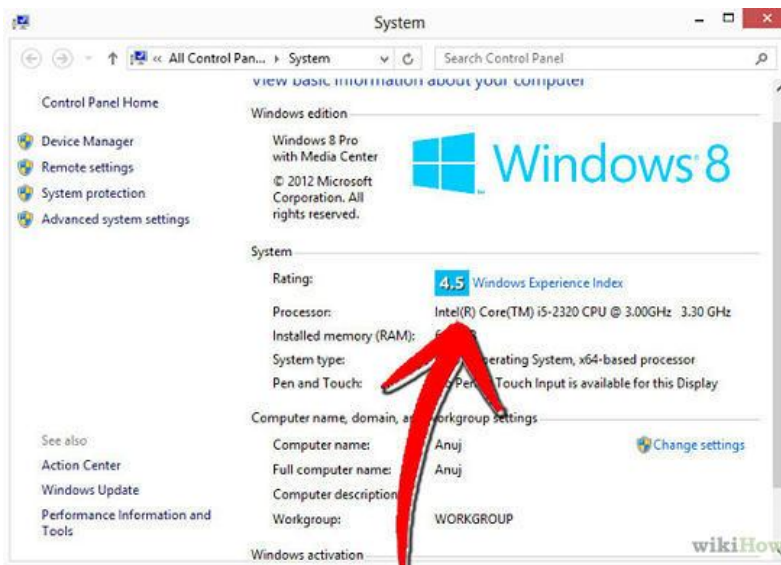 System
« All Control Pan... ▸ System
Search Control Panel
View basic information about your computer
Control Panel Home
Device Manager
Remote settings
System protection
Advanced system settings
Windows edition
Windows 8 Pro
with Media Center
© 2012 Microsoft
Corporation. All
rights reserved.
Windows 8
System
Rating: 4.5 Windows Experience Index
Processor: Intel(R) Core(TM) i5-2320 CPU @ 3.00GHz 3.30 GHz
Installed memory (RAM):
System type: System, x64-based processor
Pen and Touch: Touch Input is available for this Display
Computer name, domain, settings
Computer name: Anuj
Change settings
Full computer name: Anuj
Computer description
Workgroup: WORKGROUP
Windows activation
See also
Action Center
Windows Update
Performance Information and
Tools
wikiHow